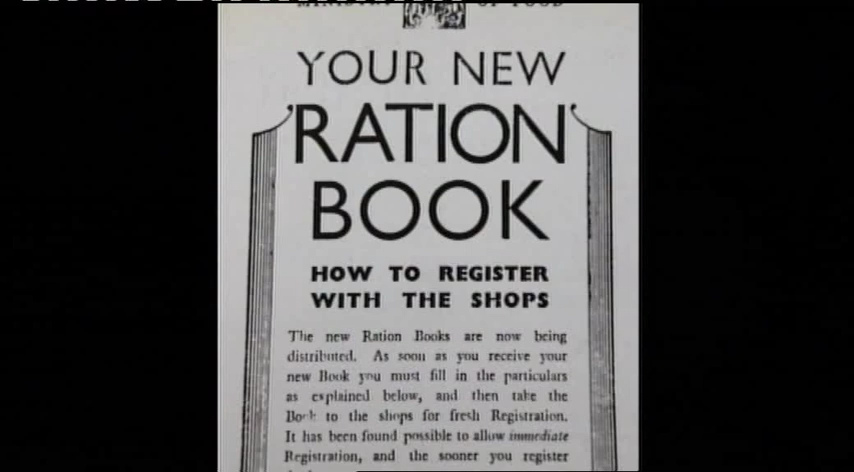 OF FOOD
YOUR NEW
'RATION'
BOOK
HOW TO REGISTER
WITH THE SHOPS
The new Ration Books are now being
distributed. As soon as you receive your
new Book you must fill in the particulars
as explained below, and then take the
Book to the shops for fresh Registration.
It has been found possible to allow immediate
Registration, and the sooner you register